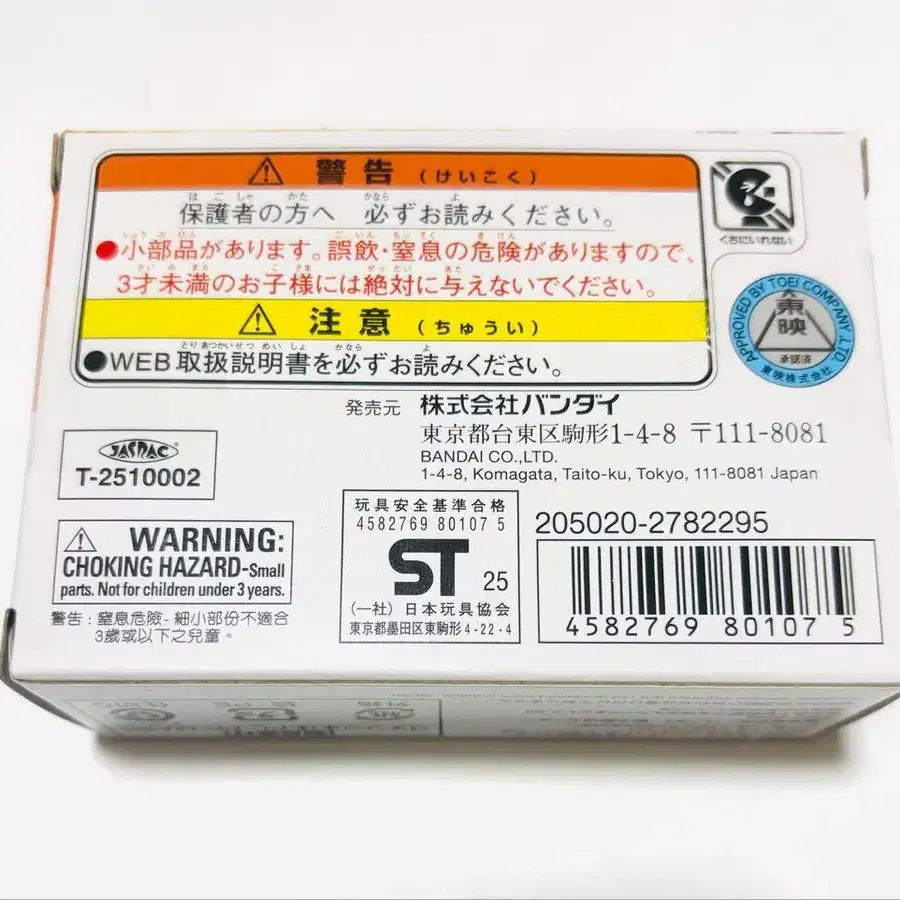 警告 (けいこく)
保護者の方へ 必ずお読みください。
●小部品があります。誤飲・窒息の危険がありますので、
3才未満のお子様には絶対に与えないでください。
注意 (ちゅうい)
●WEB取扱説明書を必ずお読みください。
くちにいれない
APPROVED BY TOEI COMPANY, LTD.
東映
承認済
東映株式会社
発売元 株式会社バンダイ
東京都台東区駒形1-4-8 〒111-8081
BANDAI CO.,LTD.
1-4-8, Komagata, Taito-ku, Tokyo, 111-8081 Japan
JASRAC
T-2510002
WARNING:
CHOKING HAZARD-Small
parts. Not for children under 3 years.
警告 : 窒息危險 - 細小部份不適合
3歲或以下之兒童。
玩具安全基準合格
4582769 80107 5
ST 25
(一社) 日本玩具協会
東京都墨田区東駒形4-22-4
205020-2782295
4582769 801075